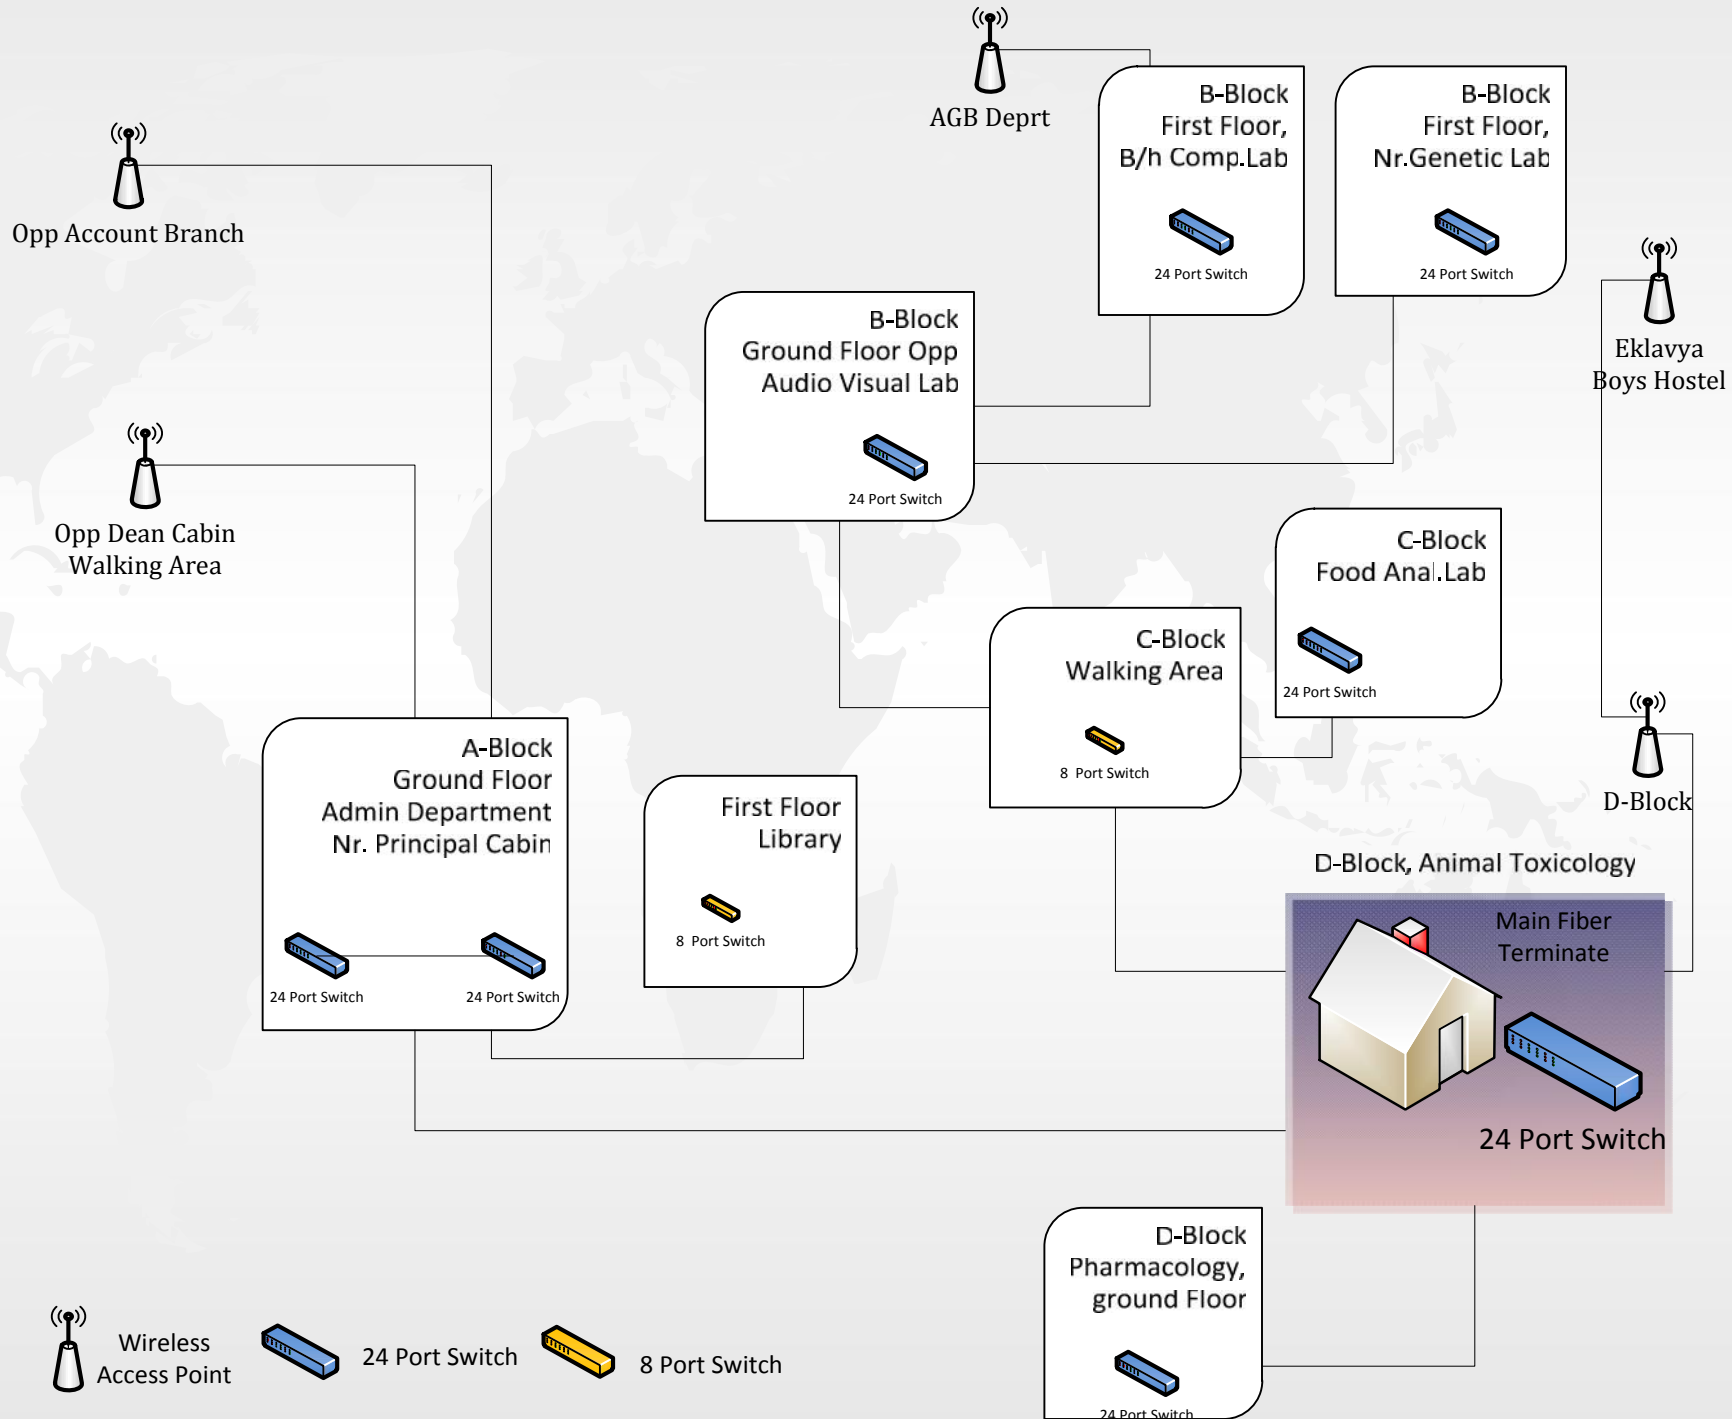 AGB Deprt
B-Block
First Floor,
B/h Comp.Lab
24 Port Switch
B-Block
First Floor,
Nr.Genetic Lab
24 Port Switch
Opp Account Branch
Eklavya
Boys Hostel
B-Block
Ground Floor Opp
Audio Visual Lab
24 Port Switch
Opp Dean Cabin
Walking Area
C-Block
Food Anal.Lab
24 Port Switch
C-Block
Walking Area
8 Port Switch
D-Block
A-Block
Ground Floor
Admin Department
Nr. Principal Cabin
24 Port Switch
24 Port Switch
First Floor
Library
8 Port Switch
D-Block, Animal Toxicology
Main Fiber
Terminate
24 Port Switch
D-Block
Pharmacology,
ground Floor
24 Port Switch
Wireless
Access Point
24 Port Switch
8 Port Switch